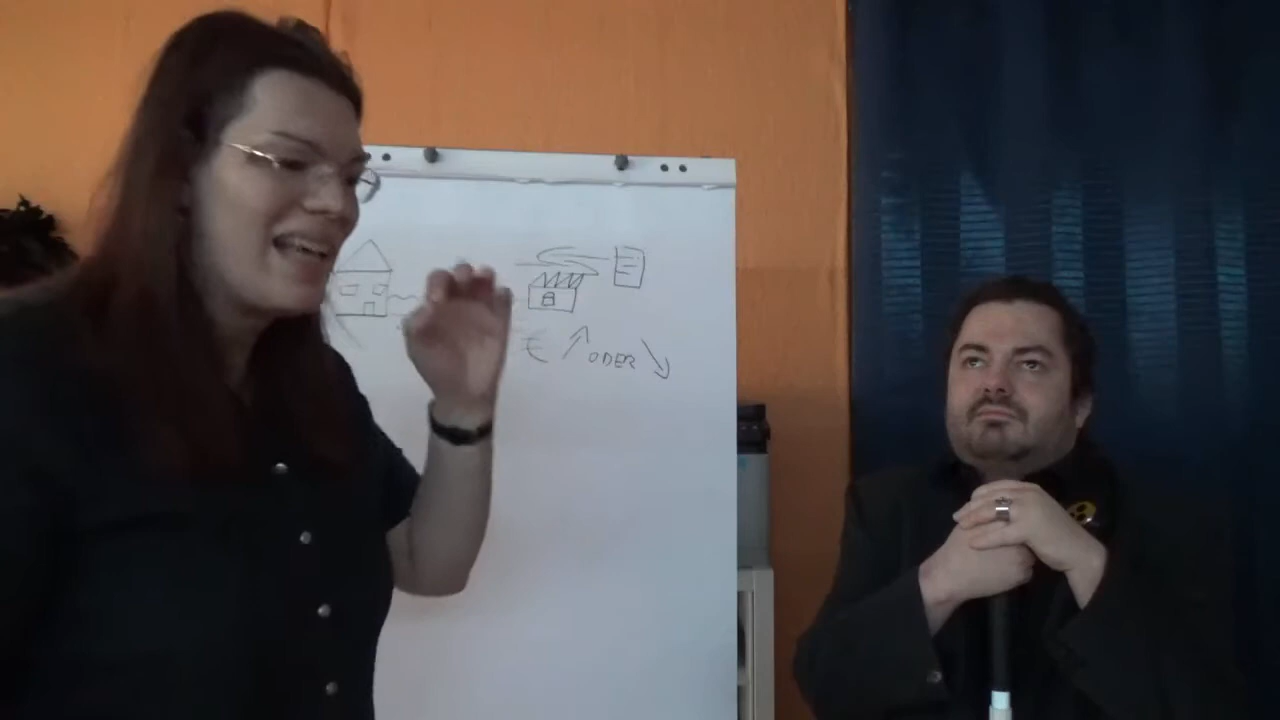 € ↗ ODER ↘